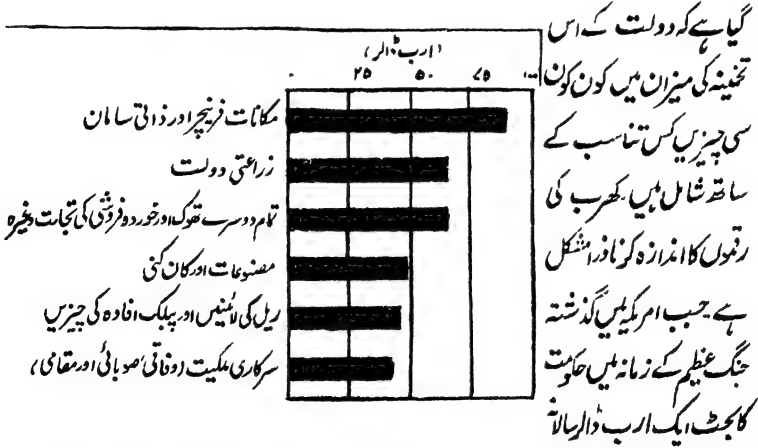 گیا ہے کہ دولت کے اس
تخمینہ کی میزان میں کون کون
سی چیزیں کس تناسب کے
ساتھ شامل ہیں۔ کھرب کی
رقموں کا اندازہ کرنا ذرا مشکل
ہے جب امریکہ میں گذشتہ
جنگ عظیم کے زمانہ میں حکومت
کا بجٹ ایک ارب ڈالر سالانہ
(ارب ڈالر)
۰ ۲۵ ۵۰ ۷۵ ۱۰۰
مکانات فرنیچر اور ذاتی سامان
زراعتی دولت
تمام دوسرے تھوک اور خوردہ فروشی کی تجارت وغیرہ
مصنوعات اور کان کنی
ریل کی لائنیں اور پبلک افادہ کی چیزیں
سرکاری ملکیت (وفاقی، صوبائی اور مقامی)